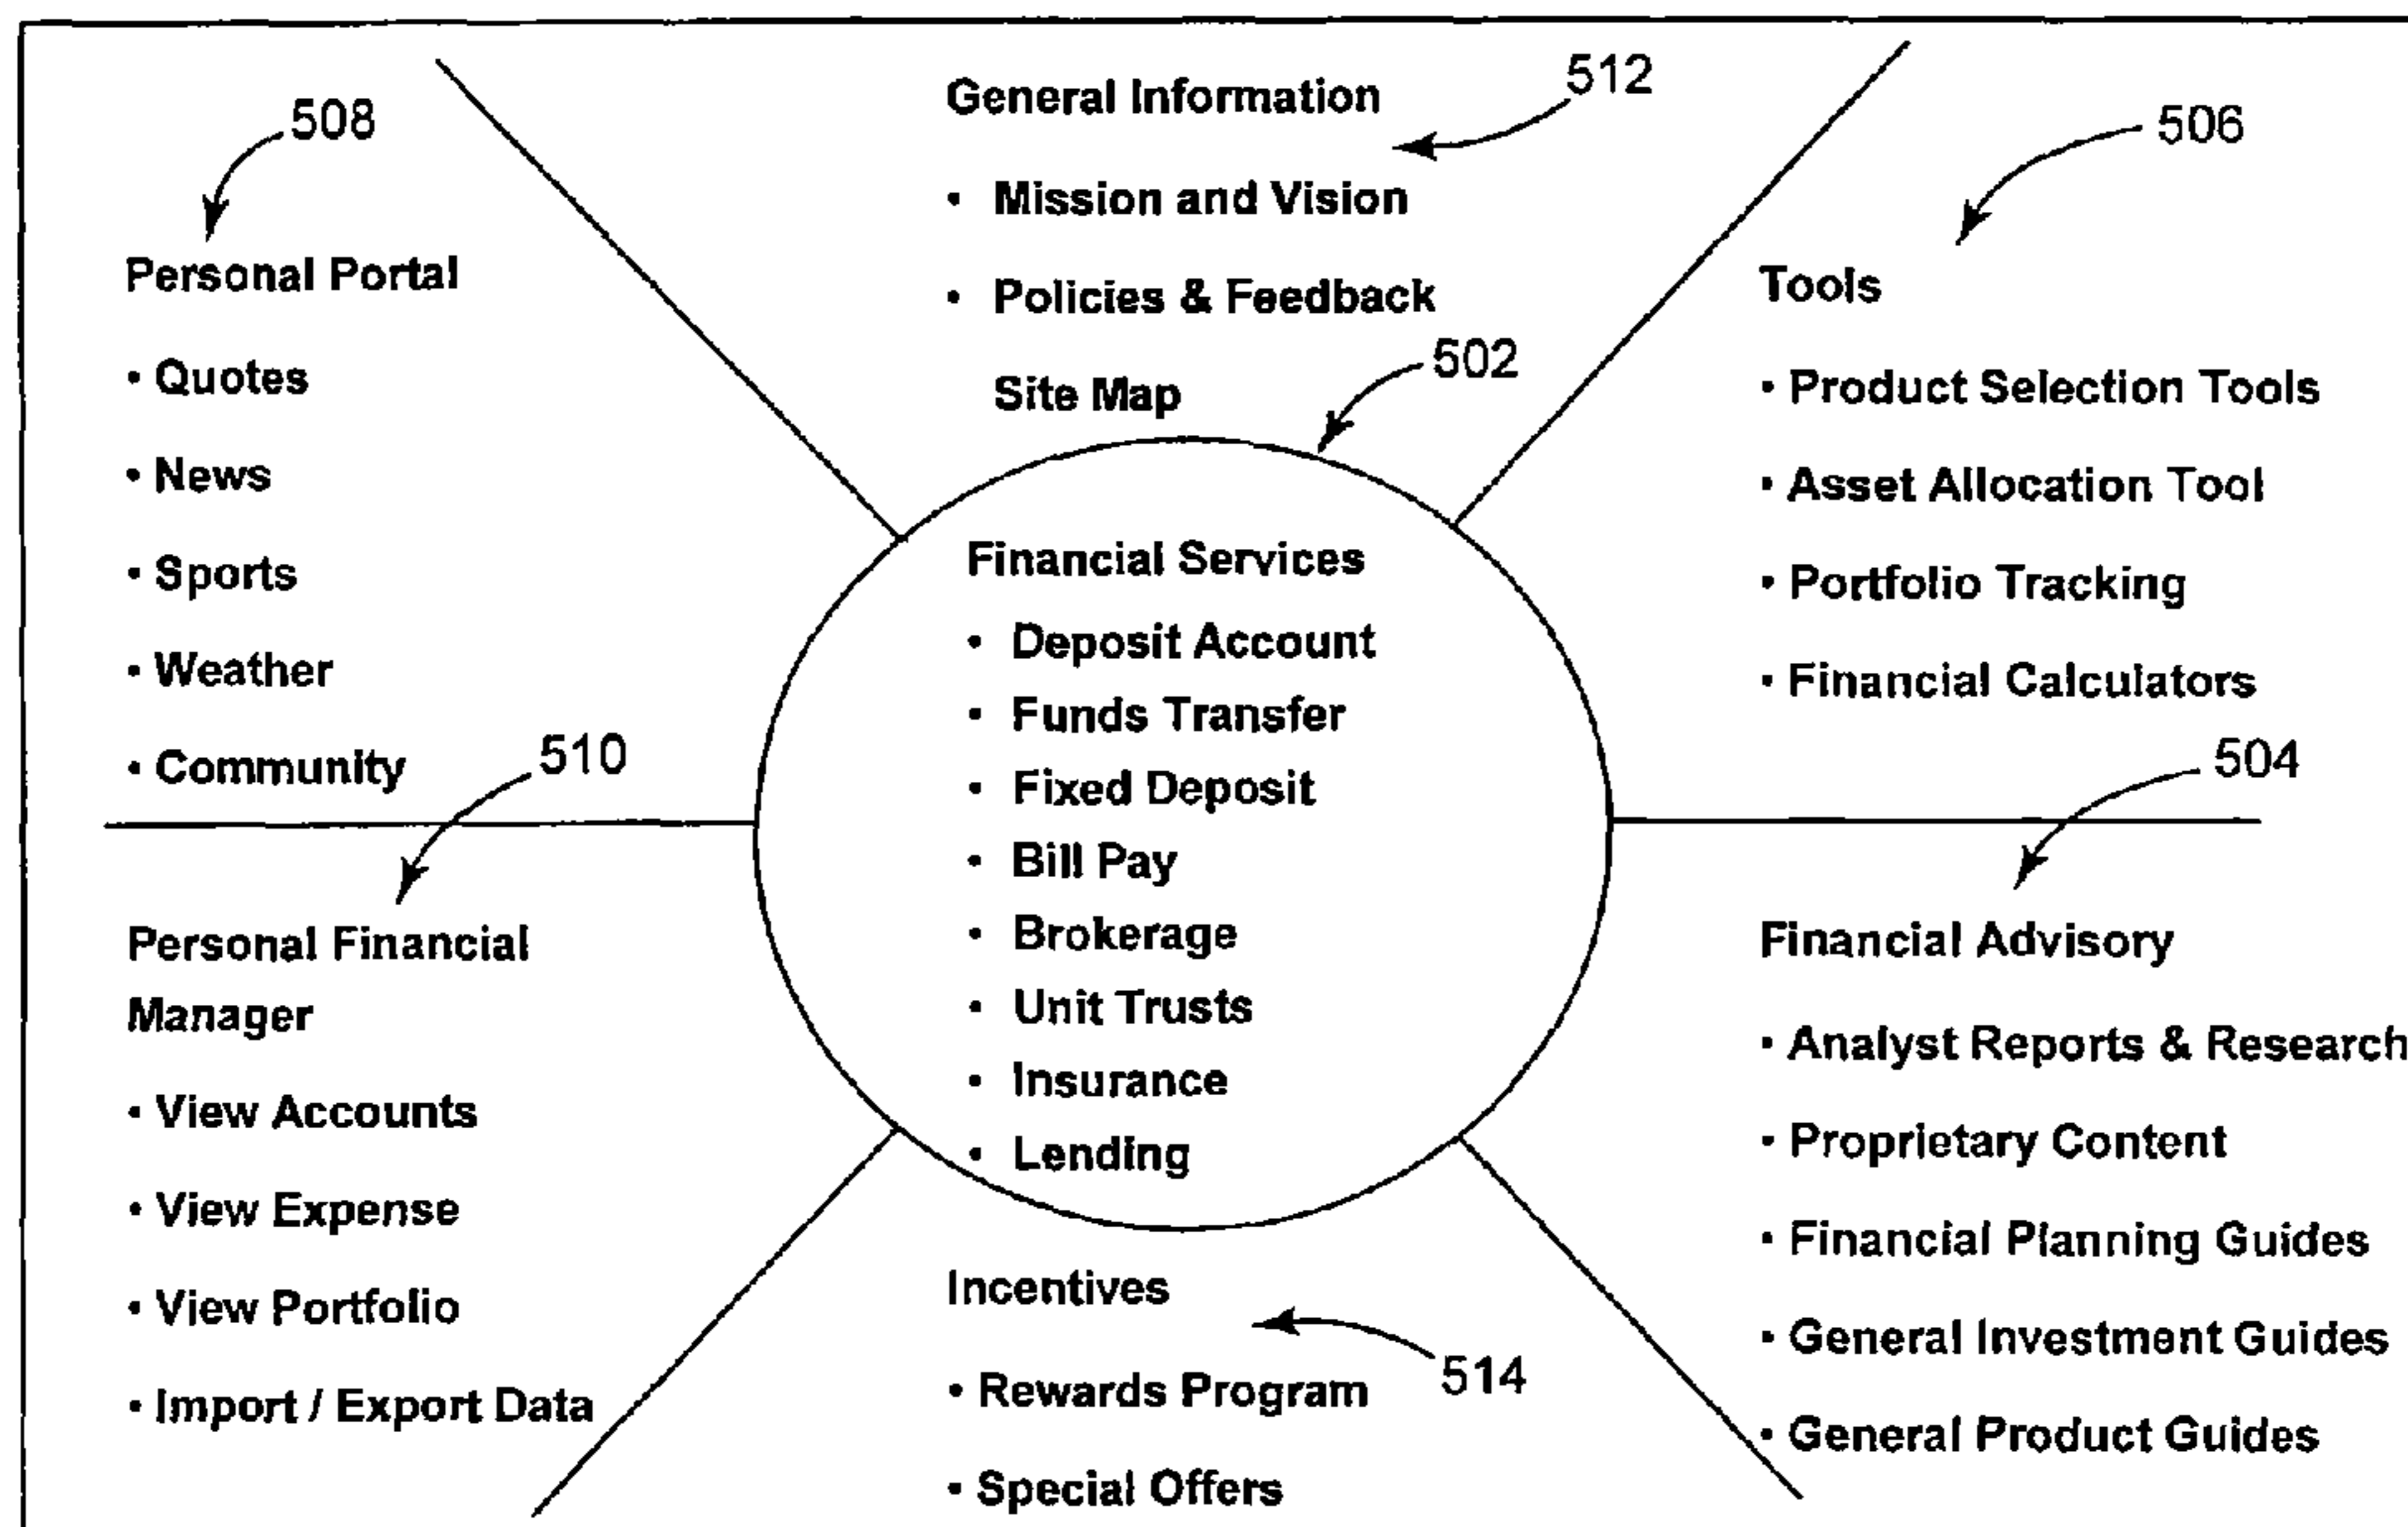 508
Personal Portal
• Quotes
• News
• Sports
• Weather
• Community
General Information
512
• Mission and Vision
• Policies & Feedback
Site Map
506
Tools
• Product Selection Tools
• Asset Allocation Tool
• Portfolio Tracking
• Financial Calculators
502
Financial Services
• Deposit Account
• Funds Transfer
• Fixed Deposit
• Bill Pay
• Brokerage
• Unit Trusts
• Insurance
• Lending
510
Personal Financial
Manager
• View Accounts
• View Expense
• View Portfolio
• Import / Export Data
Incentives
514
• Rewards Program
• Special Offers
504
Financial Advisory
• Analyst Reports & Research
• Proprietary Content
• Financial Planning Guides
• General Investment Guides
• General Product Guides